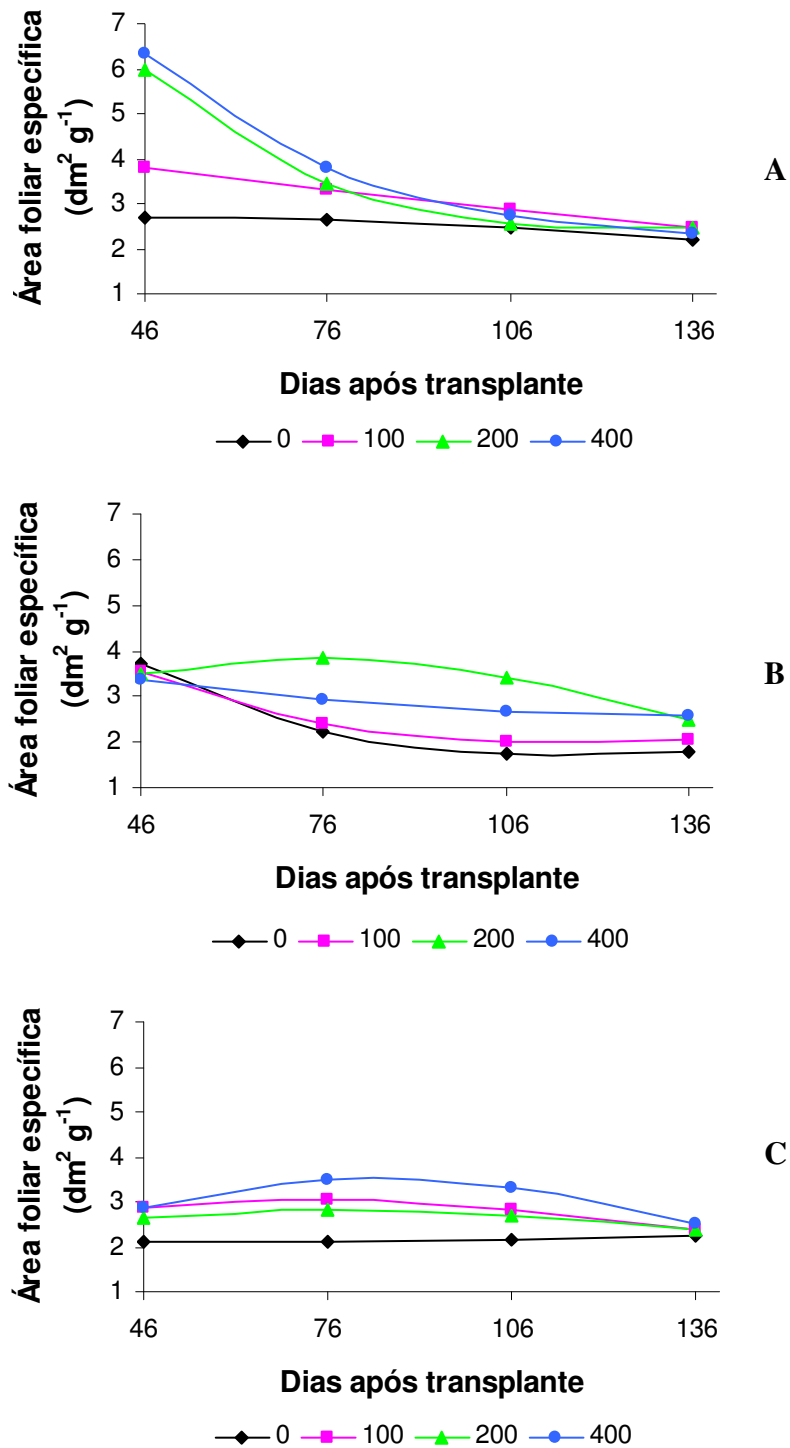 Área foliar específica
(dm² g⁻¹)
7
6
5
4
3
2
1
46 76 106 136
Dias após transplante
0 100 200 400
A
Área foliar específica
(dm² g⁻¹)
7
6
5
4
3
2
1
46 76 106 136
Dias após transplante
0 100 200 400
B
Área foliar específica
(dm² g⁻¹)
7
6
5
4
3
2
1
46 76 106 136
Dias após transplante
0 100 200 400
C